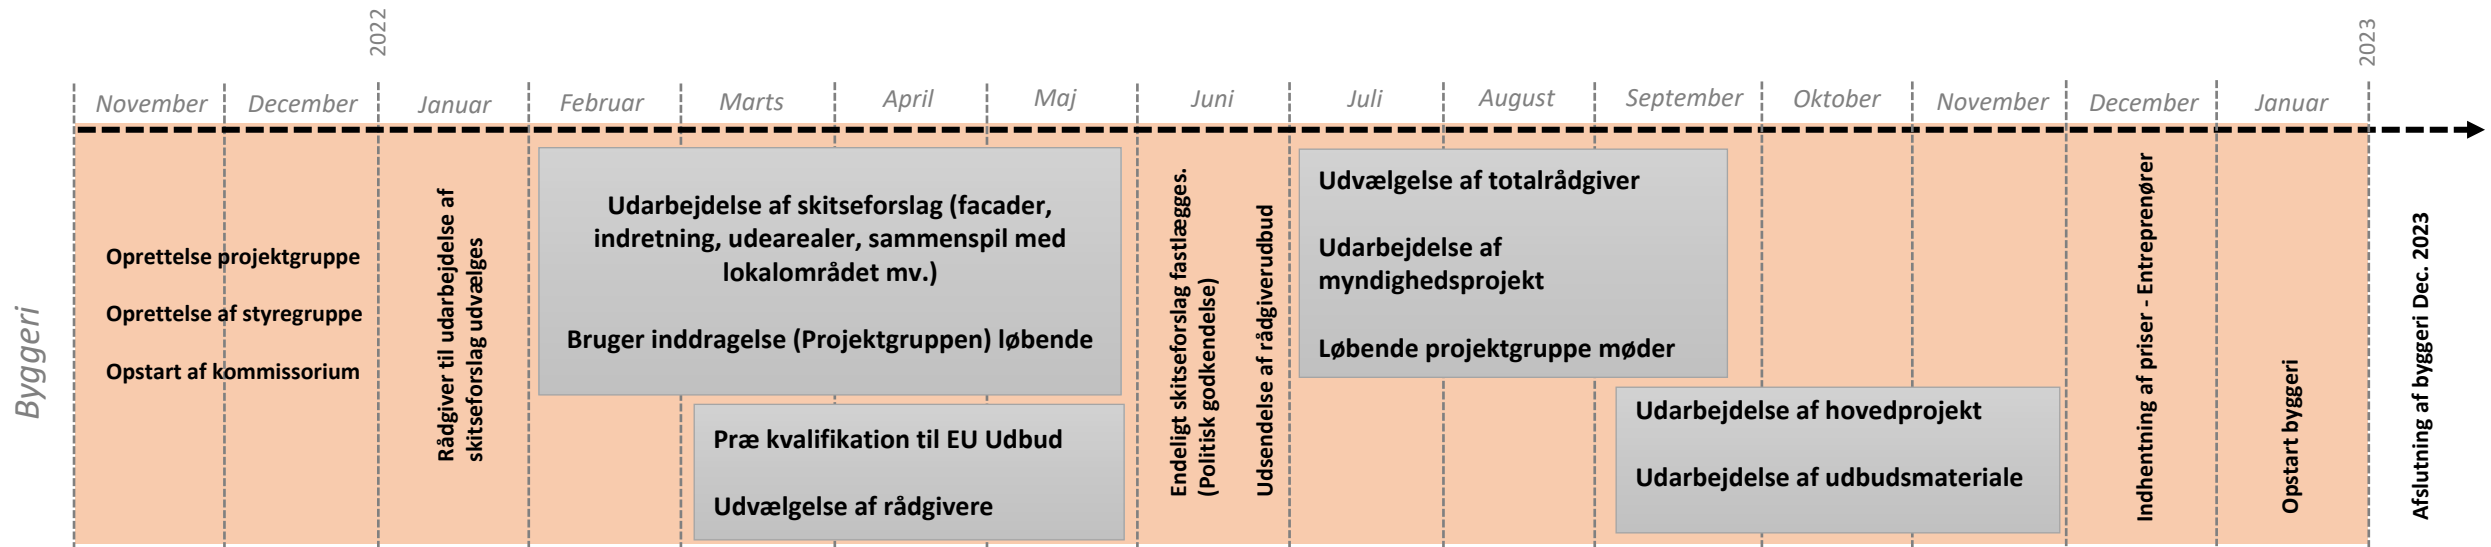 2022
2023
November
December
Januar
Februar
Marts
April
Maj
Juni
Juli
August
September
Oktober
November
December
Januar
Byggeri
Oprettelse projektgruppe
Oprettelse af styregruppe
Opstart af kommissorium
Rådgiver til udarbejdelse af
skitseforslag udvælges
Udarbejdelse af skitseforslag (facader,
indretning, udearealer, sammenspil med
lokalområdet mv.)
Bruger inddragelse (Projektgruppen) løbende
Præ kvalifikation til EU Udbud
Udvælgelse af rådgivere
Endeligt skitseforslag fastlægges.
(Politisk godkendelse)
Udsendelse af rådgiverudbud
Udvælgelse af totalrådgiver
Udarbejdelse af
myndighedsprojekt
Løbende projektgruppe møder
Udarbejdelse af hovedprojekt
Udarbejdelse af udbudsmateriale
Indhentning af priser - Entreprenører
Opstart byggeri
Afslutning af byggeri Dec. 2023